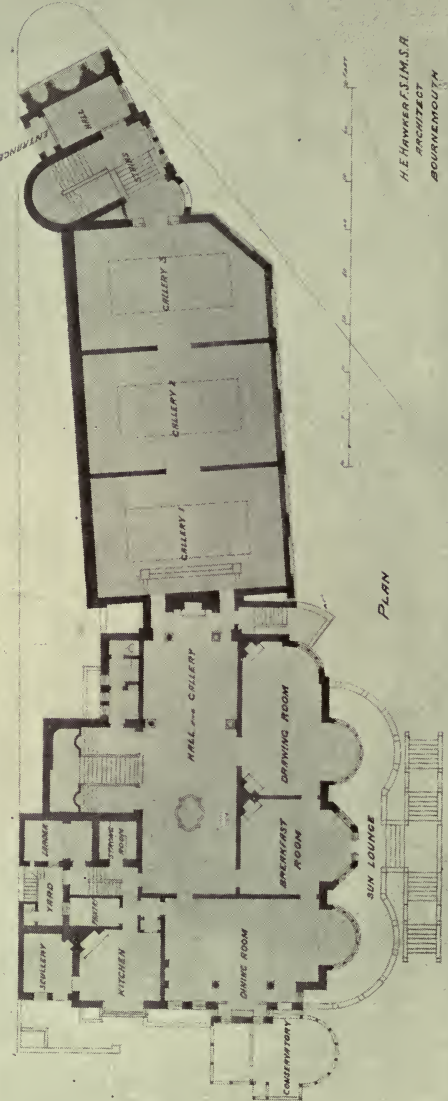 ENTRANCE
HALL
STAIRS
GALLERY 3
GALLERY 2
GALLERY 1
HALL AND GALLERY
DRAWING ROOM
BREAKFAST
ROOM
DINING ROOM
SUN LOUNGE
CONSERVATORY
KITCHEN
SCULLERY
YARD
LARDER
PANTRY
PLAN
H.E HAWKER F.S.I. M.S.A.
ARCHITECT
BOURNEMOUTH